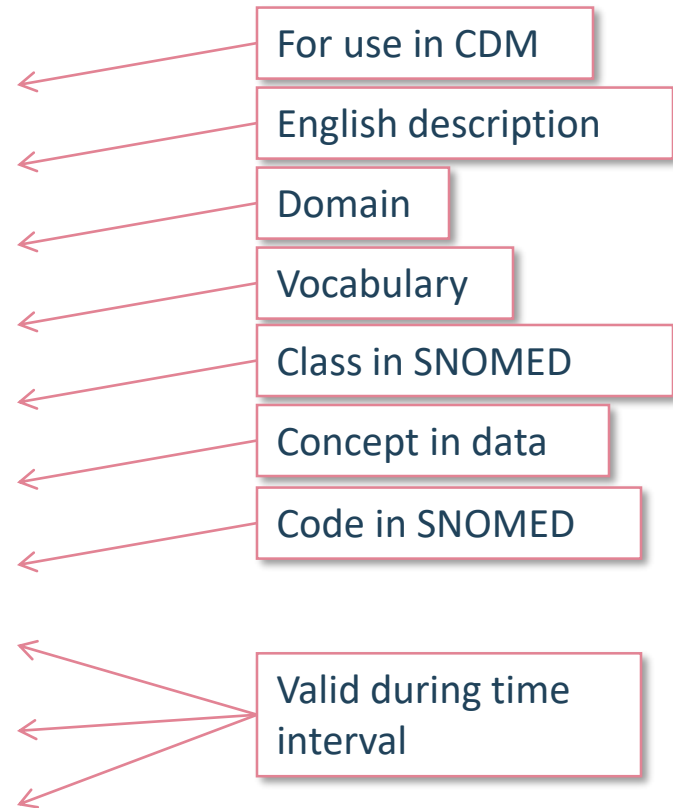 For use in CDM
English description
Domain
Vocabulary
Class in SNOMED
Concept in data
Code in SNOMED
Valid during time
interval